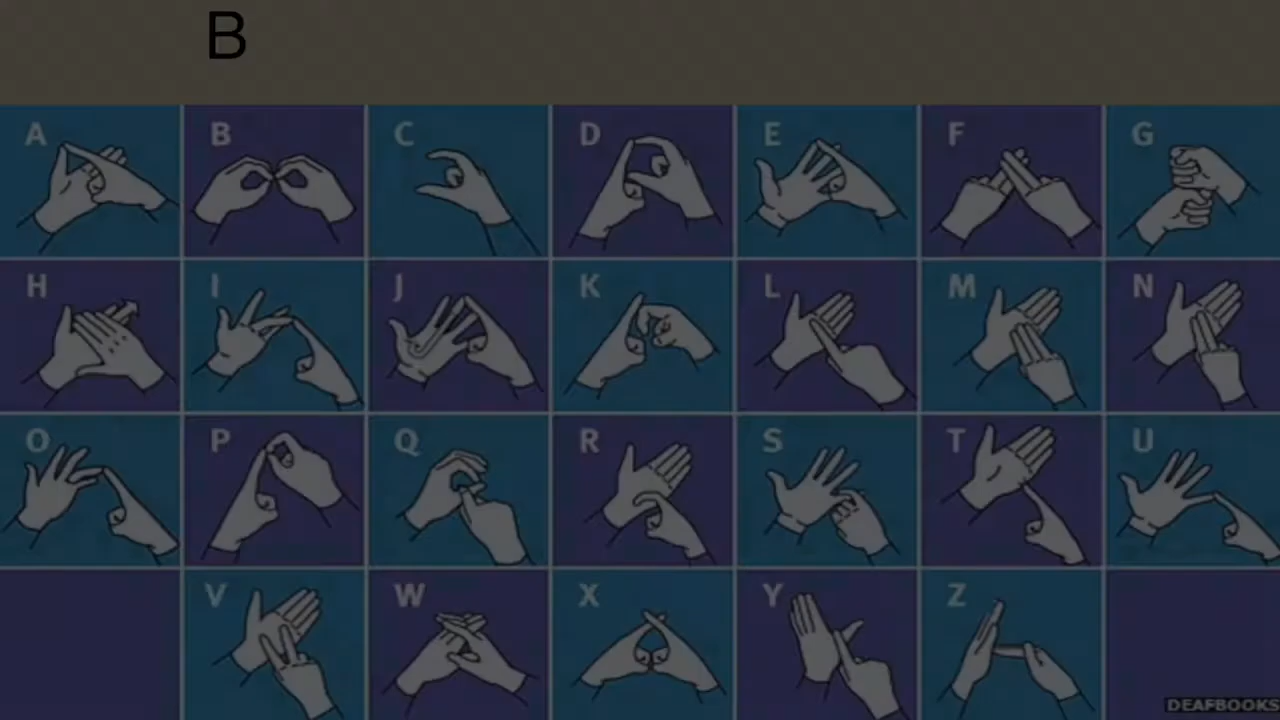 B
A B C D E F G
H I J K L M N
O P Q R S T U
V W X Y Z
DEAFBOOKS